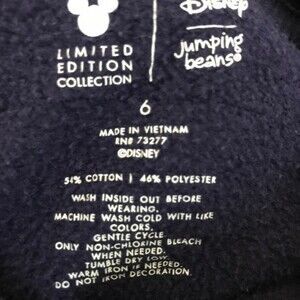 Disney
LIMITED
EDITION
COLLECTION
jumping
beans®
6
MADE IN VIETNAM
RN# 73277
©DISNEY
54% COTTON | 46% POLYESTER
WASH INSIDE OUT BEFORE
WEARING.
MACHINE WASH COLD WITH LIKE
COLORS,
GENTLE CYCLE.
ONLY NON-CHLORINE BLEACH
WHEN NEEDED.
TUMBLE DRY LOW.
WARM IRON IF NEEDED.
DO NOT IRON DECORATION.